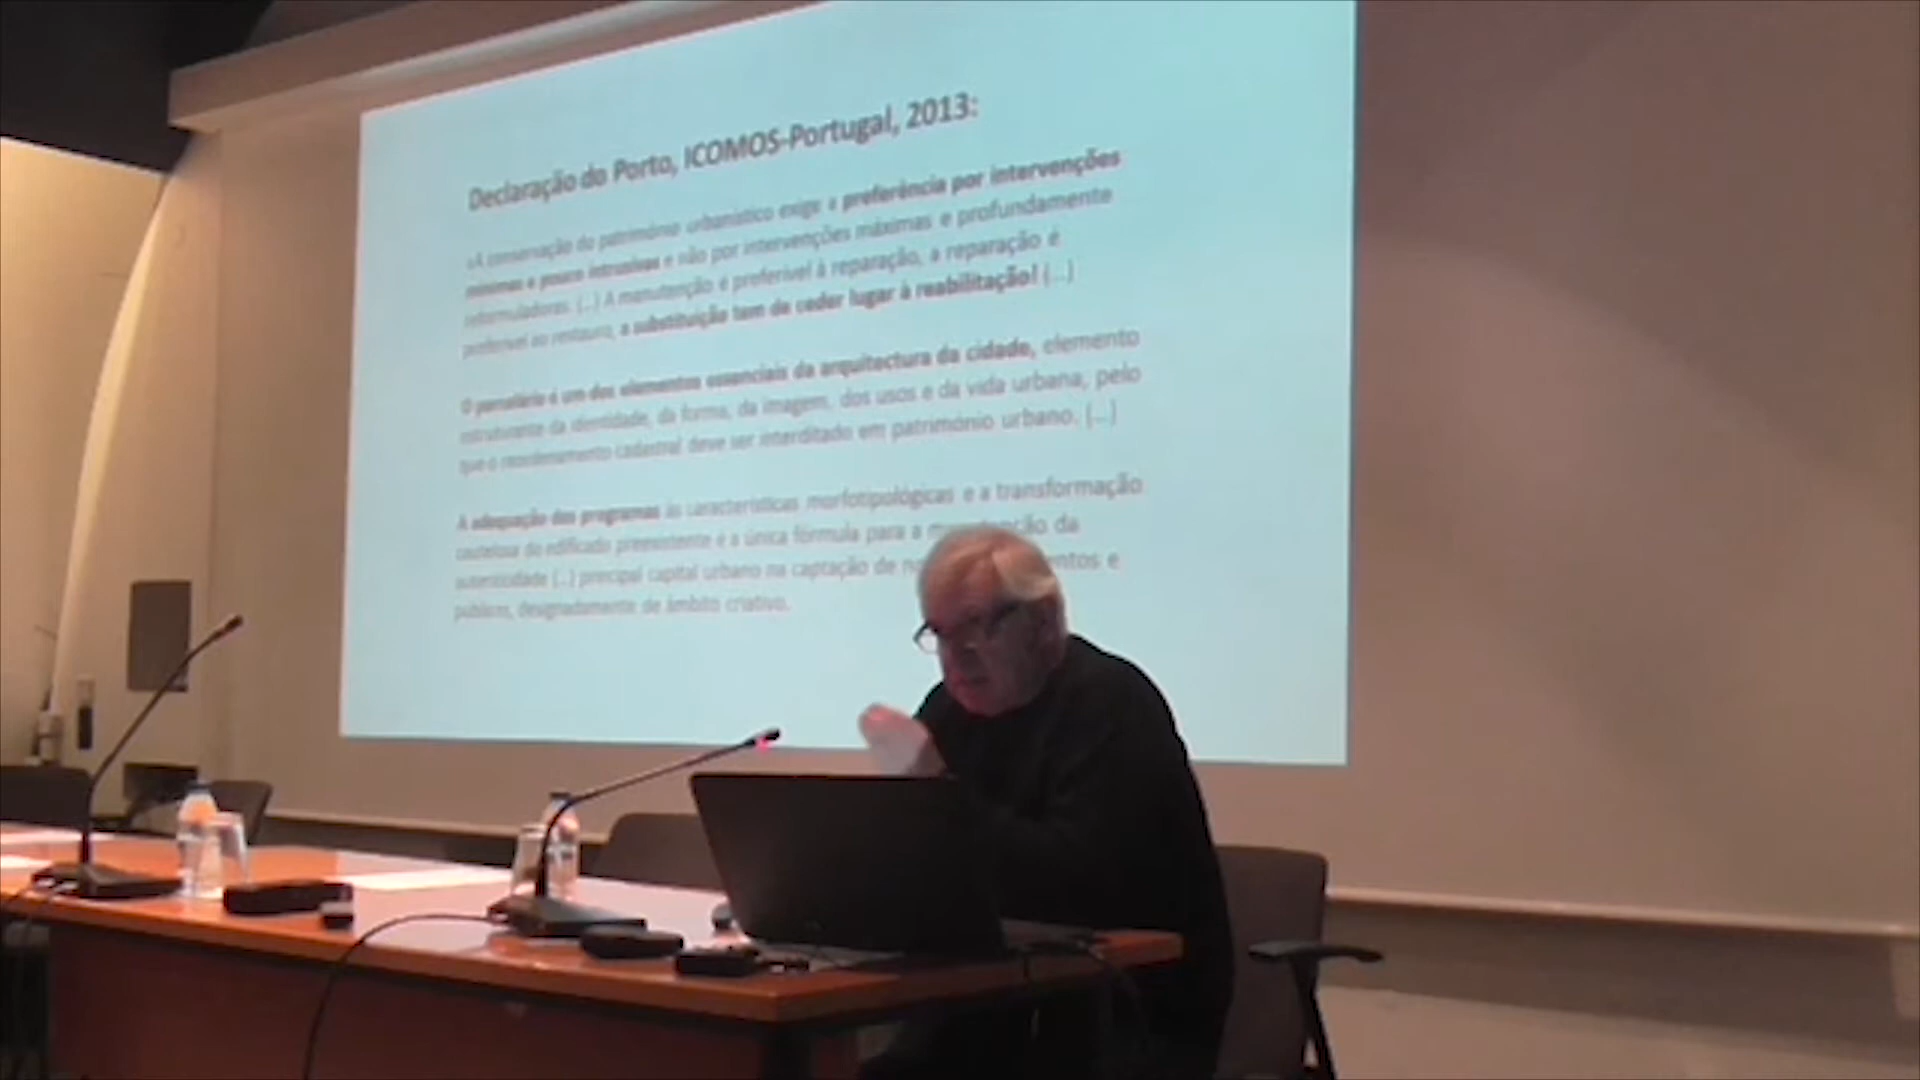 Declaração do Porto, ICOMOS-Portugal, 2013:
«A conservação do património urbanístico exige a preferência por intervenções
mínimas e pouco intrusivas e não por intervenções máximas e profundamente
reformuladoras. (...) A manutenção é preferível à reparação, a reparação é
preferível ao restauro, a substituição tem de ceder lugar à reabilitação! (...)
O parcelário é um dos elementos essenciais da arquitectura da cidade, elemento
estruturante da identidade, da forma, da imagem, dos usos e da vida urbana, pelo
que o cadastral deve ser interditado em património urbano. (...)
A adequação dos programas às características morfotipológicas e a transformação
cautelosa do edificado preexistente é a única fórmula para a da
autenticidade (...) principal capital urbano na captação de e
públicos, designadamente de âmbito criativo.